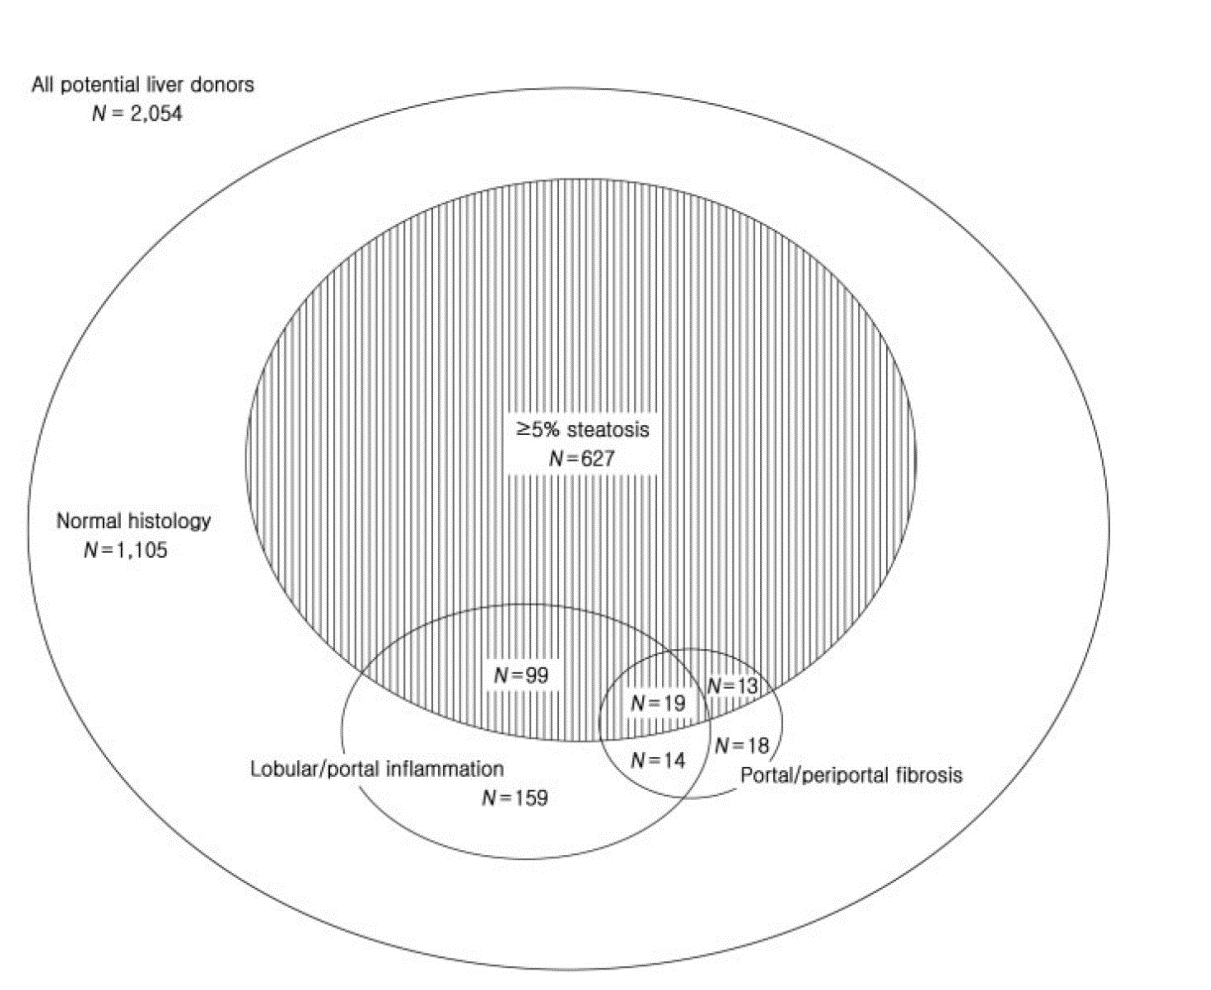 All potential liver donors
N = 2,054
≥5% steatosis
N=627
Normal histology
N=1,105
N=99
N=19
N=13
N=14
N=18
Lobular/portal inflammation
N=159
Portal/periportal fibrosis